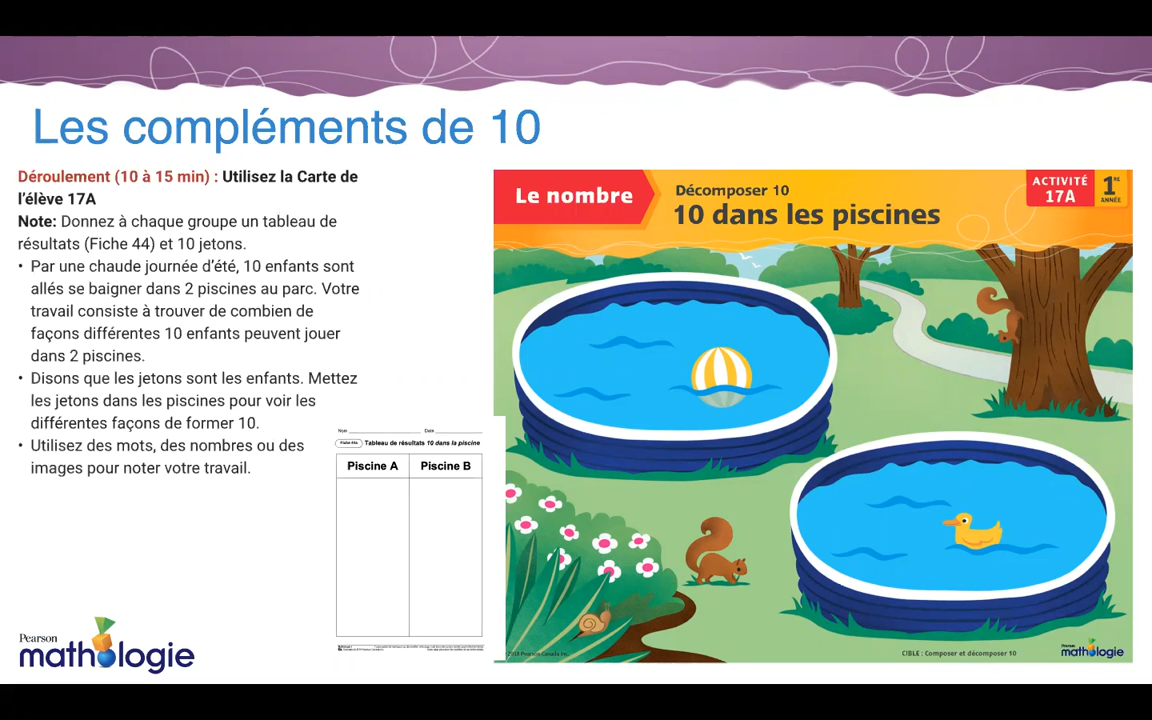 Les compléments de 10
Déroulement (10 à 15 min) : Utilisez la Carte de
l'élève 17A
Note: Donnez à chaque groupe un tableau de
résultats (Fiche 44) et 10 jetons.
• Par une chaude journée d'été, 10 enfants sont
allés se baigner dans 2 piscines au parc. Votre
travail consiste à trouver de combien de
façons différentes 10 enfants peuvent jouer
dans 2 piscines.
• Disons que les jetons sont les enfants. Mettez
les jetons dans les piscines pour voir les
différentes façons de former 10.
• Utilisez des mots, des nombres ou des
images pour noter votre travail.
Nom Date
Tableau de résultats 10 dans la piscine
Piscine A Piscine B
Le nombre
Décomposer 10
10 dans les piscines
ACTIVITÉ
17A
1RE
ANNÉE
CIBLE : Composer et décomposer 10
Pearson
mathologie
Pearson
mathologie